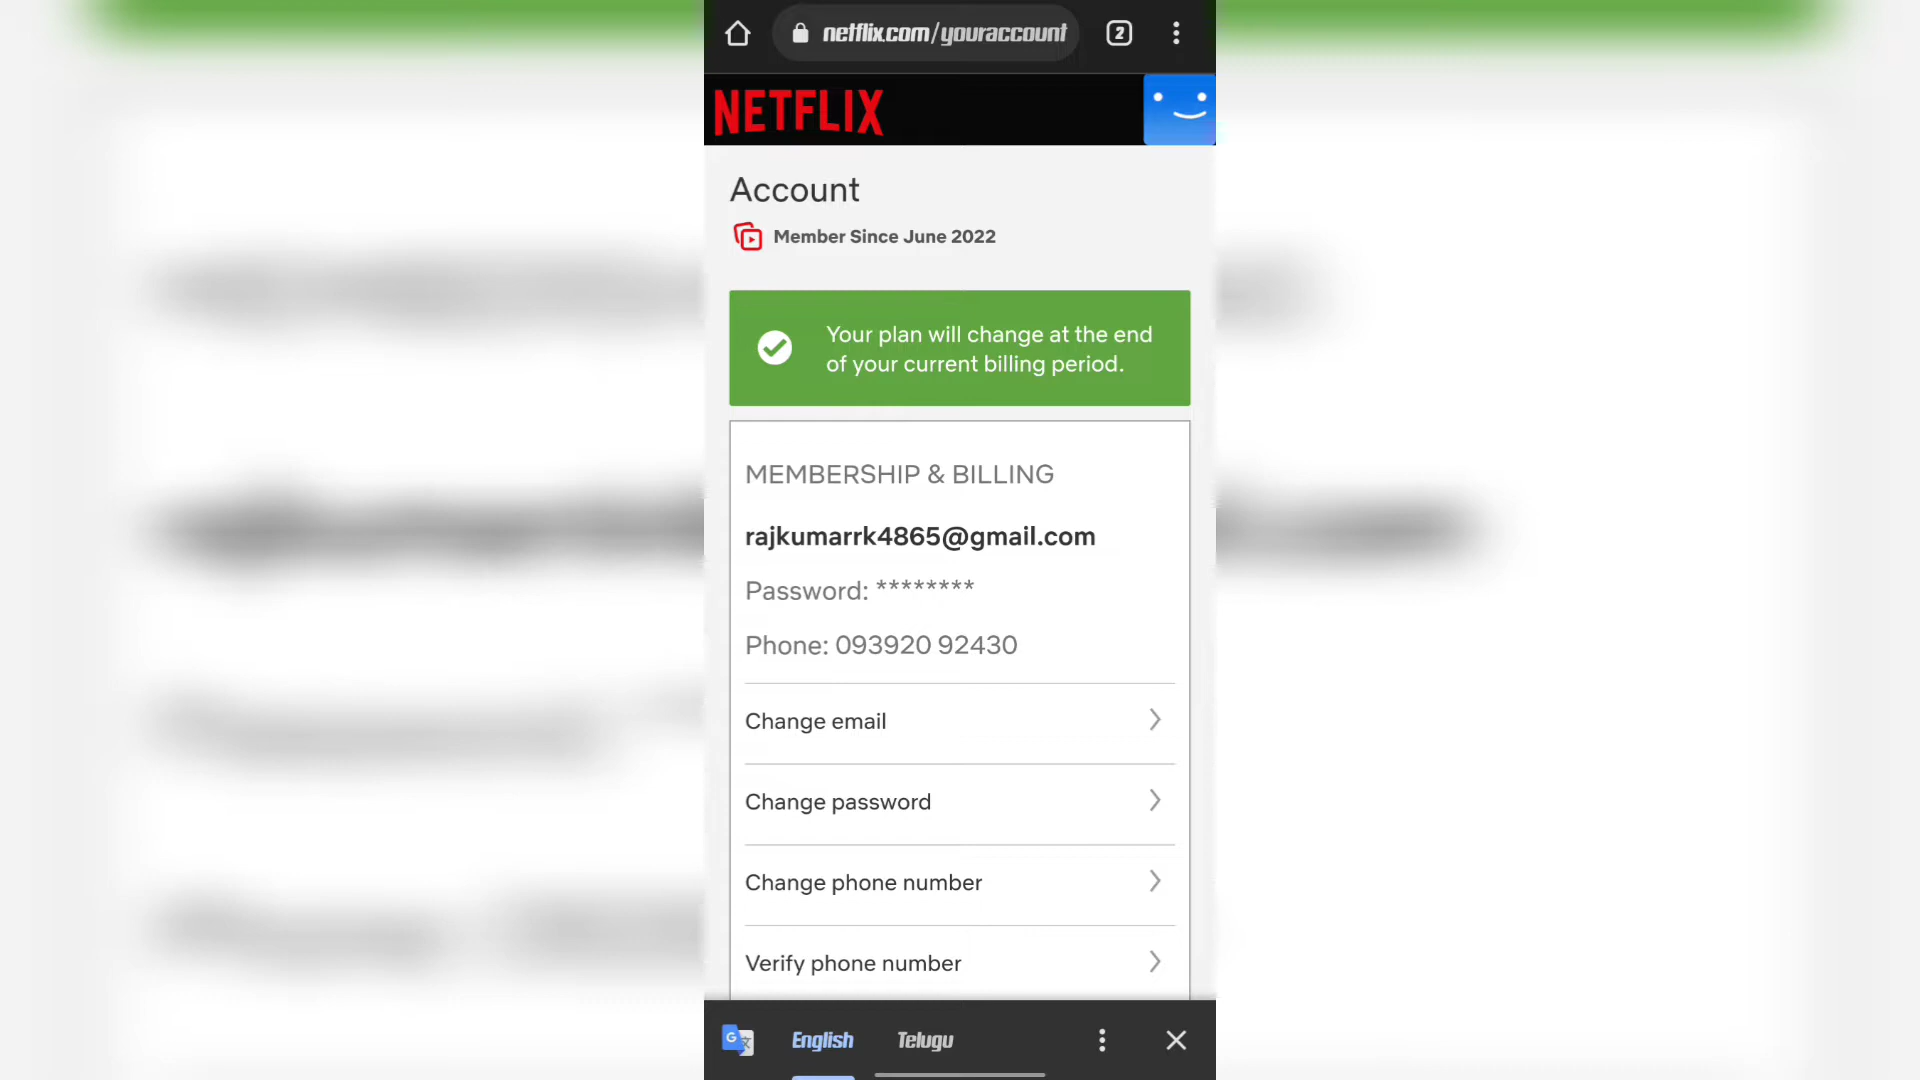 netflix.com/youraccount
2
NETFLIX
Account
Member Since June 2022
Your plan will change at the end
of your current billing period.
MEMBERSHIP & BILLING
rajkumarrk4865@gmail.com
Password: ********
Phone: 093920 92430
Change email
Change password
Change phone number
Verify phone number
G
English
Telugu